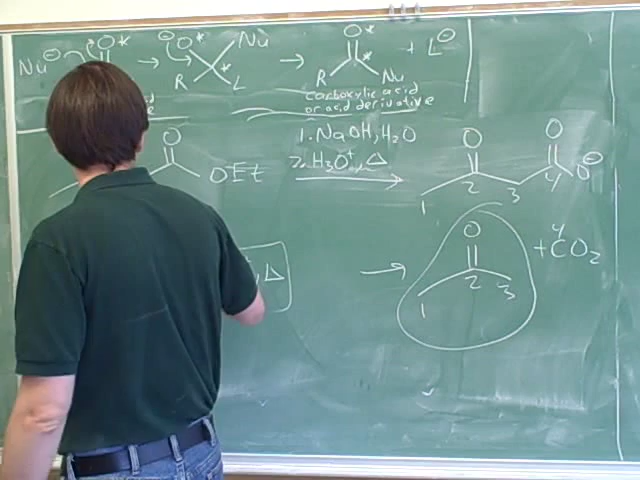 Nu⊖ O* → ⊖O* Nu R L → O* R Nu + L⊖
carboxylic acid
or acid derivative
1. NaOH, H2O
2. H3O+, Δ
O OEt → O O O⊖ 1 2 3 4
, Δ → O 1 2 3 + 4 CO2